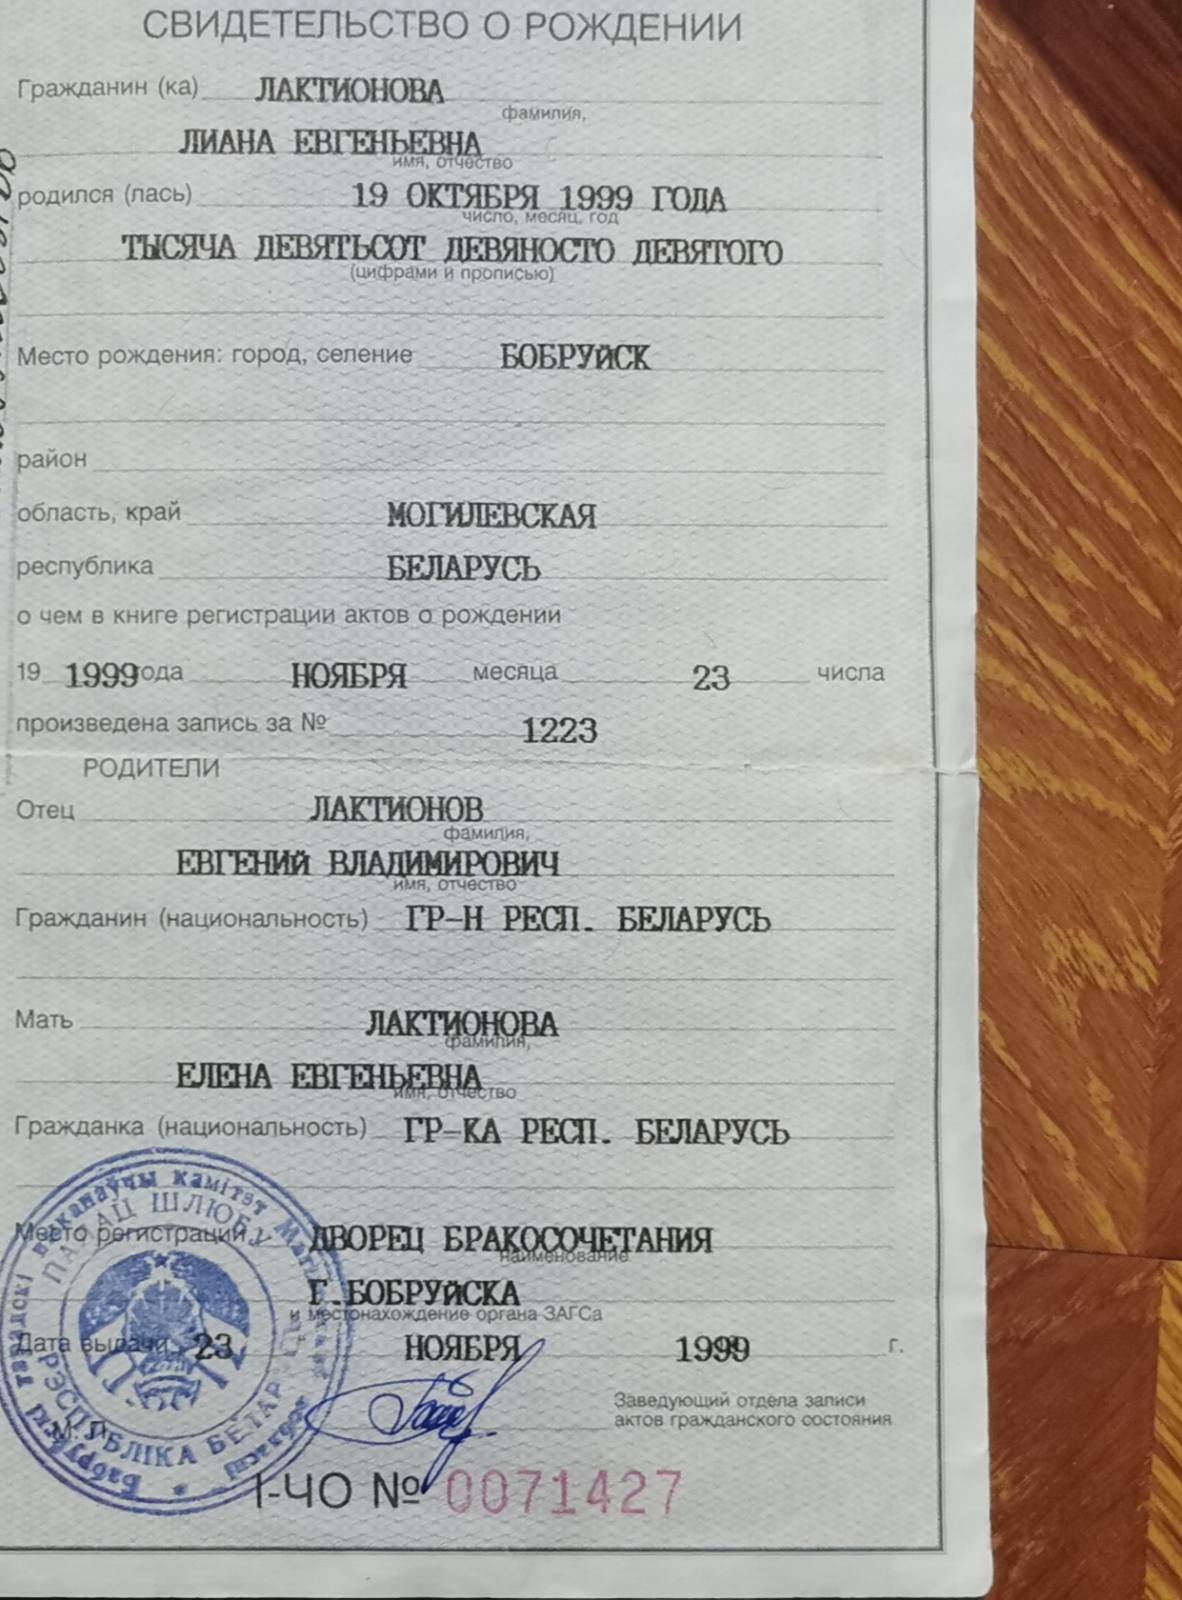 СВИДЕТЕЛЬСТВО О РОЖДЕНИИ
Гражданин (ка) ЛАКТИОНОВА
фамилия,
ЛИАНА ЕВГЕНЬЕВНА
имя, отчество
родился (лась) 19 ОКТЯБРЯ 1999 ГОДА
число, месяц, год
ТЫСЯЧА ДЕВЯТЬСОТ ДЕВЯНОСТО ДЕВЯТОГО
(цифрами и прописью)
Место рождения: город, селение БОБРУЙСК
район
область, край МОГИЛЕВСКАЯ
республика БЕЛАРУСЬ
о чем в книге регистрации актов о рождении
19 1999 года НОЯБРЯ месяца 23 числа
произведена запись за № 1223
РОДИТЕЛИ
Отец ЛАКТИОНОВ
фамилия,
ЕВГЕНИЙ ВЛАДИМИРОВИЧ
имя, отчество
Гражданин (национальность) ГР-Н РЕСП. БЕЛАРУСЬ
Мать ЛАКТИОНОВА
фамилия,
ЕЛЕНА ЕВГЕНЬЕВНА
имя, отчество
Гражданка (национальность) ГР-КА РЕСП. БЕЛАРУСЬ
Место регистрации ДВОРЕЦ БРАКОСОЧЕТАНИЯ
наименование
Г.БОБРУЙСКА
и местонахождение органа ЗАГСа
Дата выдачи 23 НОЯБРЯ 1999 г.
Заведующий отдела записи
актов гражданского состояния
М. П.
I-ЧО № 0071427
гарадскі выканаўчы камітэт
ПАЛАЦ ШЛЮБУ
РЭСПУБЛІКА БЕЛАРУСЬ